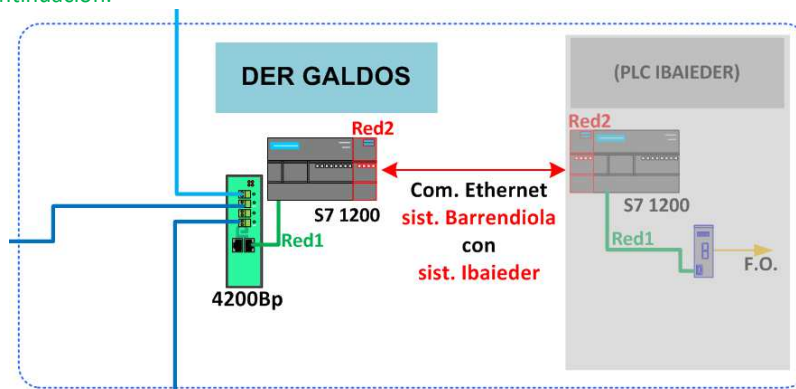 ntinuación:
DER GALDOS
(PLC IBAIEDER)
Red2
Red2
Com. Ethernet
sist. Barrendiola
con
sist. Ibaieder
S7 1200
S7 1200
Red1
Red1
F.O.
4200Bp